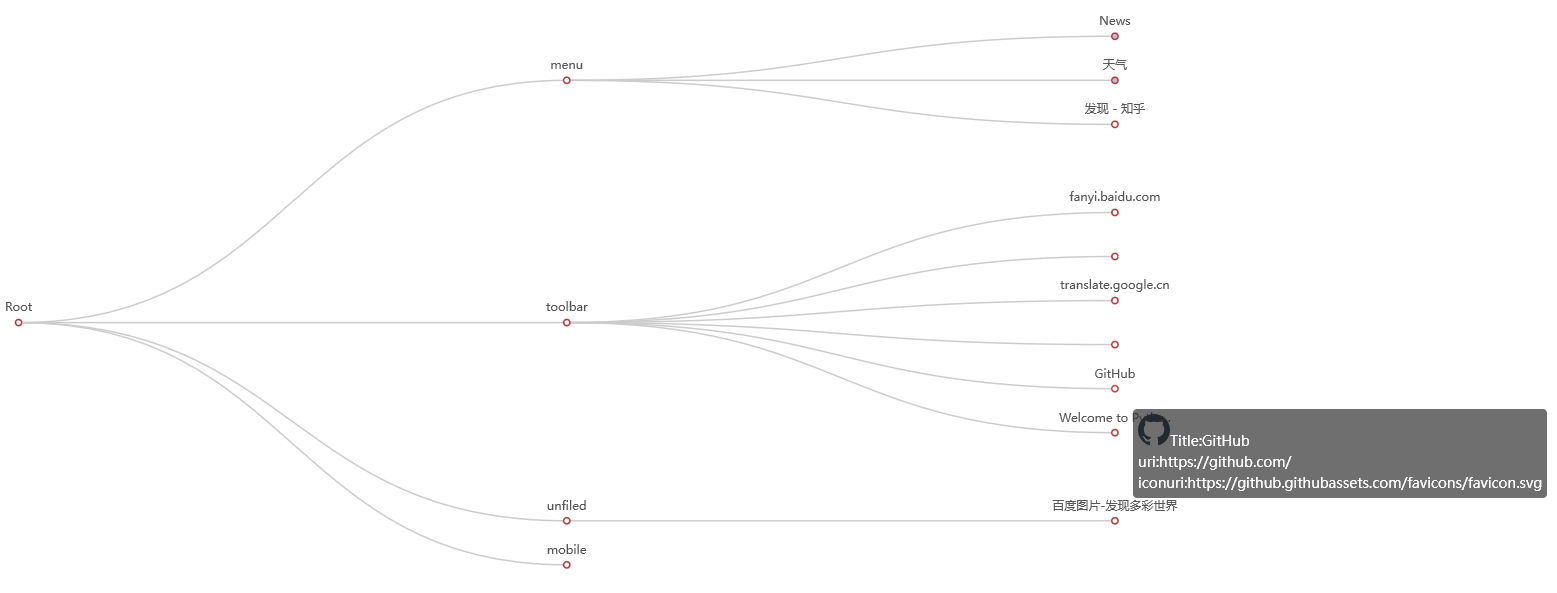 News
menu
天气
发现 - 知乎
fanyi.baidu.com
translate.google.cn
Root
toolbar
GitHub
Welcome to
Title:GitHub
uri:https://github.com/
iconuri:https://github.githubassets.com/favicons/favicon.svg
unfiled
百度图片-发现多彩世界
mobile